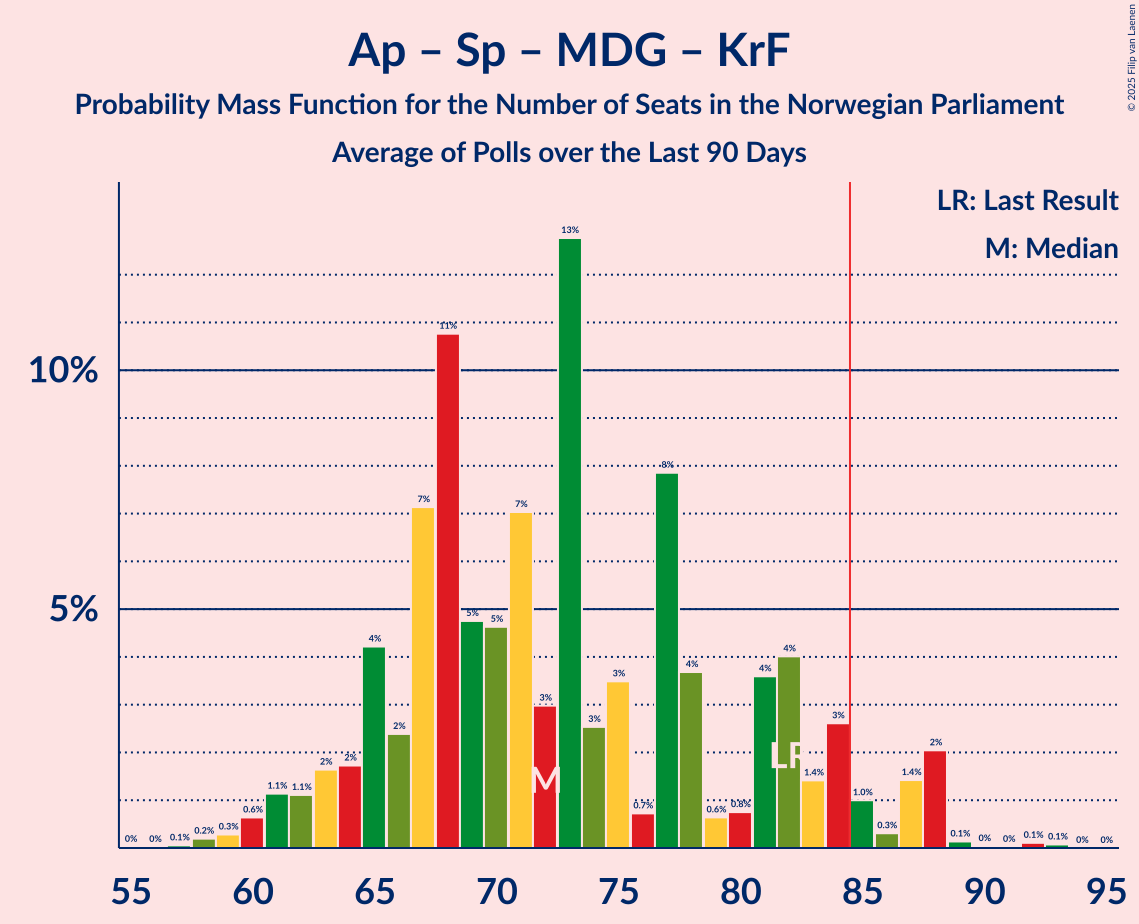 Ap – Sp – MDG – KrF
Probability Mass Function for the Number of Seats in the Norwegian Parliament
Average of Polls over the Last 90 Days
© 2025 Filip van Laenen
LR: Last Result
M: Median
10%
5%
0% 0% 0.1% 0.2% 0.3% 0.6% 1.1% 1.1% 2% 2% 4% 2% 7% 11% 5% 5% 7% 3% 13% 3% 3% 0.7% 8% 4% 0.6% 0.8% 4% 4% 1.4% 3% 1.0% 0.3% 1.4% 2% 0.1% 0% 0% 0.1% 0.1% 0% 0%
M
LR
55 60 65 70 75 80 85 90 95